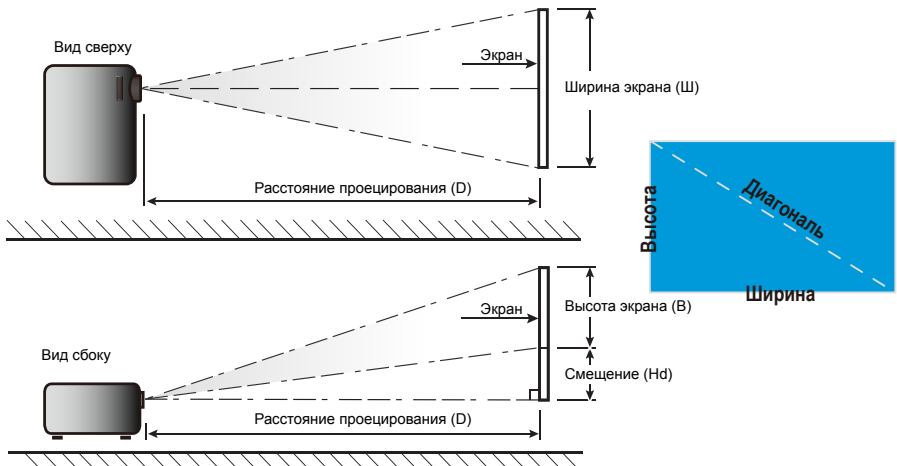 Вид сверху
Экран
Ширина экрана (Ш)
Расстояние проецирования (D)
Высота
Диагональ
Ширина
Вид сбоку
Экран
Высота экрана (В)
Смещение (Hd)
Расстояние проецирования (D)